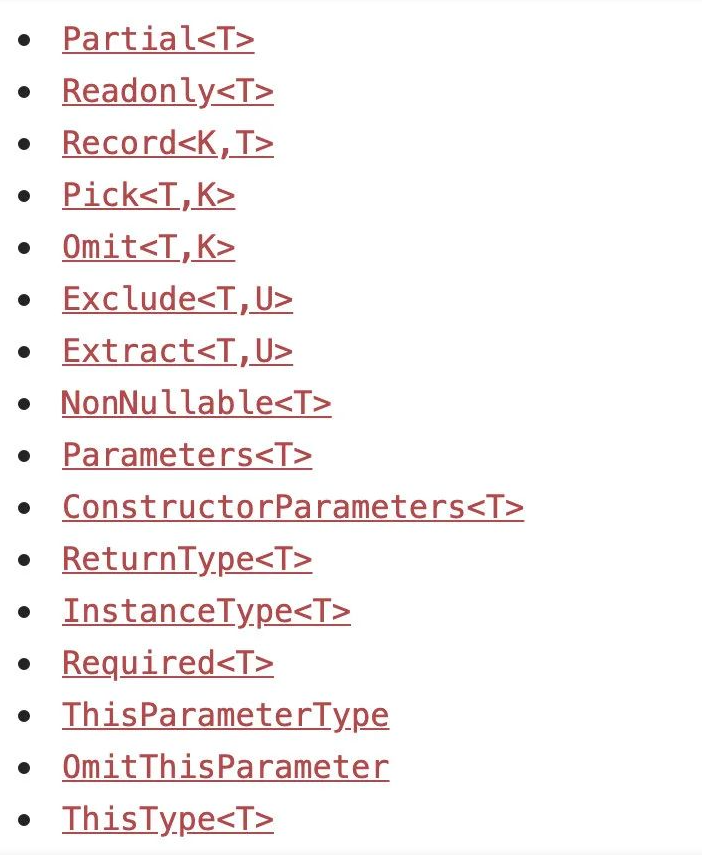 Partial<T>
Readonly<T>
Record<K,T>
Pick<T,K>
Omit<T,K>
Exclude<T,U>
Extract<T,U>
NonNullable<T>
Parameters<T>
ConstructorParameters<T>
ReturnType<T>
InstanceType<T>
Required<T>
ThisParameterType
OmitThisParameter
ThisType<T>